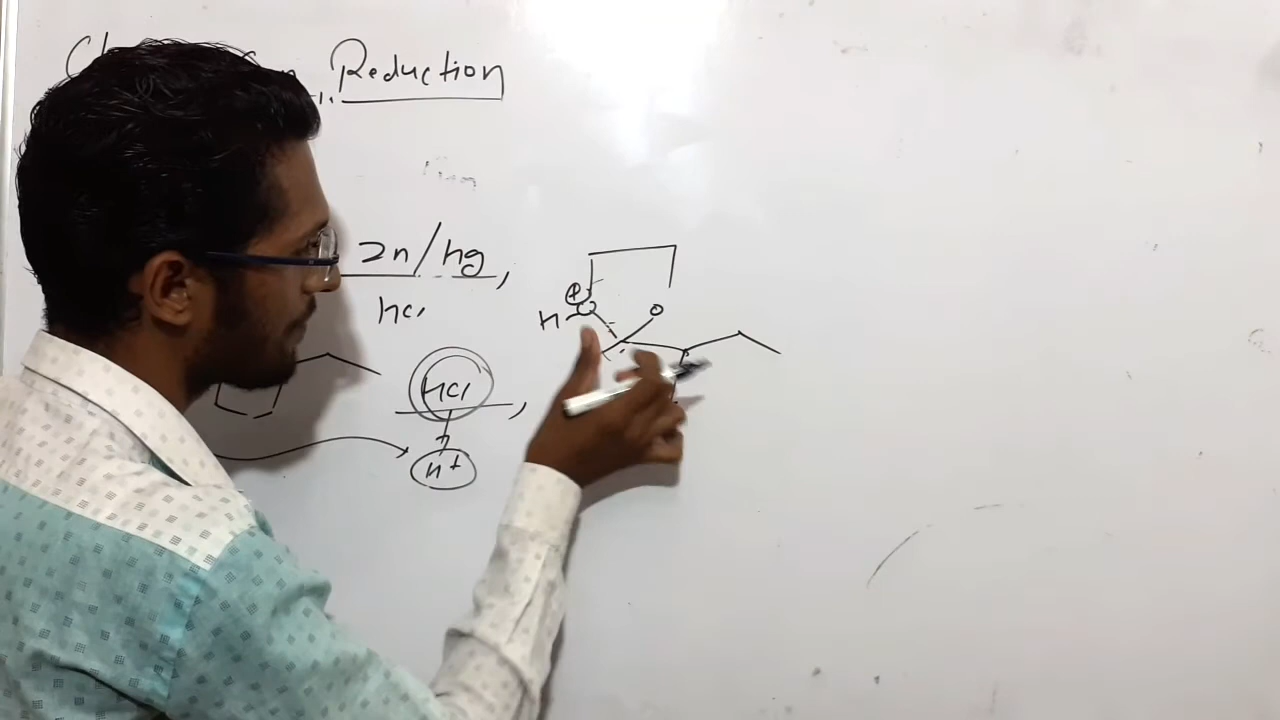 Reduction
Zn/Hg,
HCl
⊕
H O O
HCl,
H+